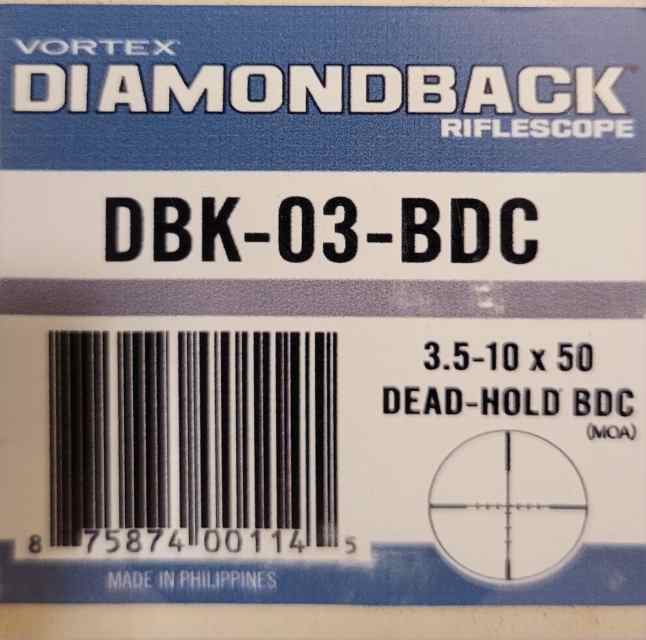 VORTEX
DIAMONDBACK
RIFLESCOPE
DBK-03-BDC
3.5-10 x 50
DEAD-HOLD BDC
(MOA)
8 75874 00114 5
MADE IN PHILIPPINES